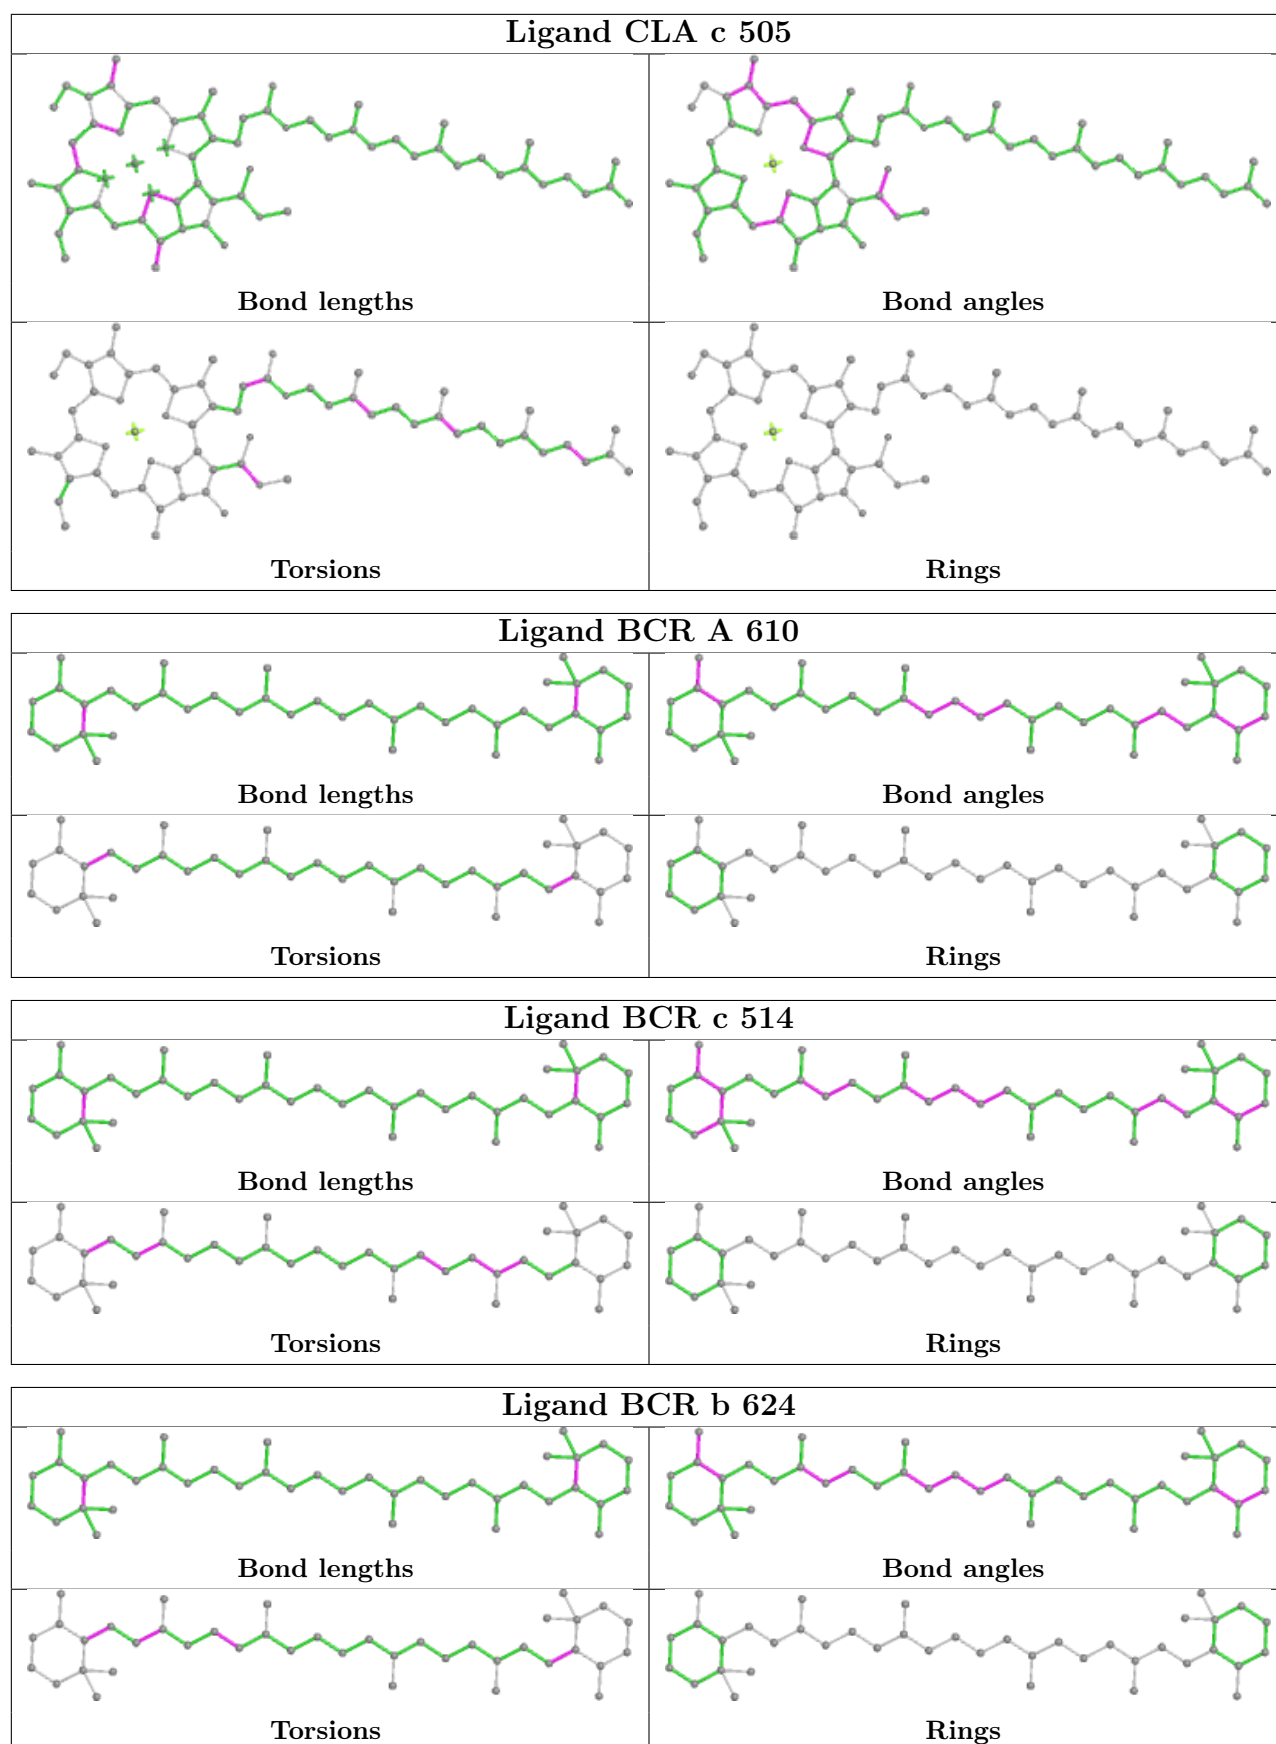 Ligand CLA c 505
Bond lengths
Bond angles
Torsions
Rings
Ligand BCR A 610
Bond lengths
Bond angles
Torsions
Rings
Ligand BCR c 514
Bond lengths
Bond angles
Torsions
Rings
Ligand BCR b 624
Bond lengths
Bond angles
Torsions
Rings